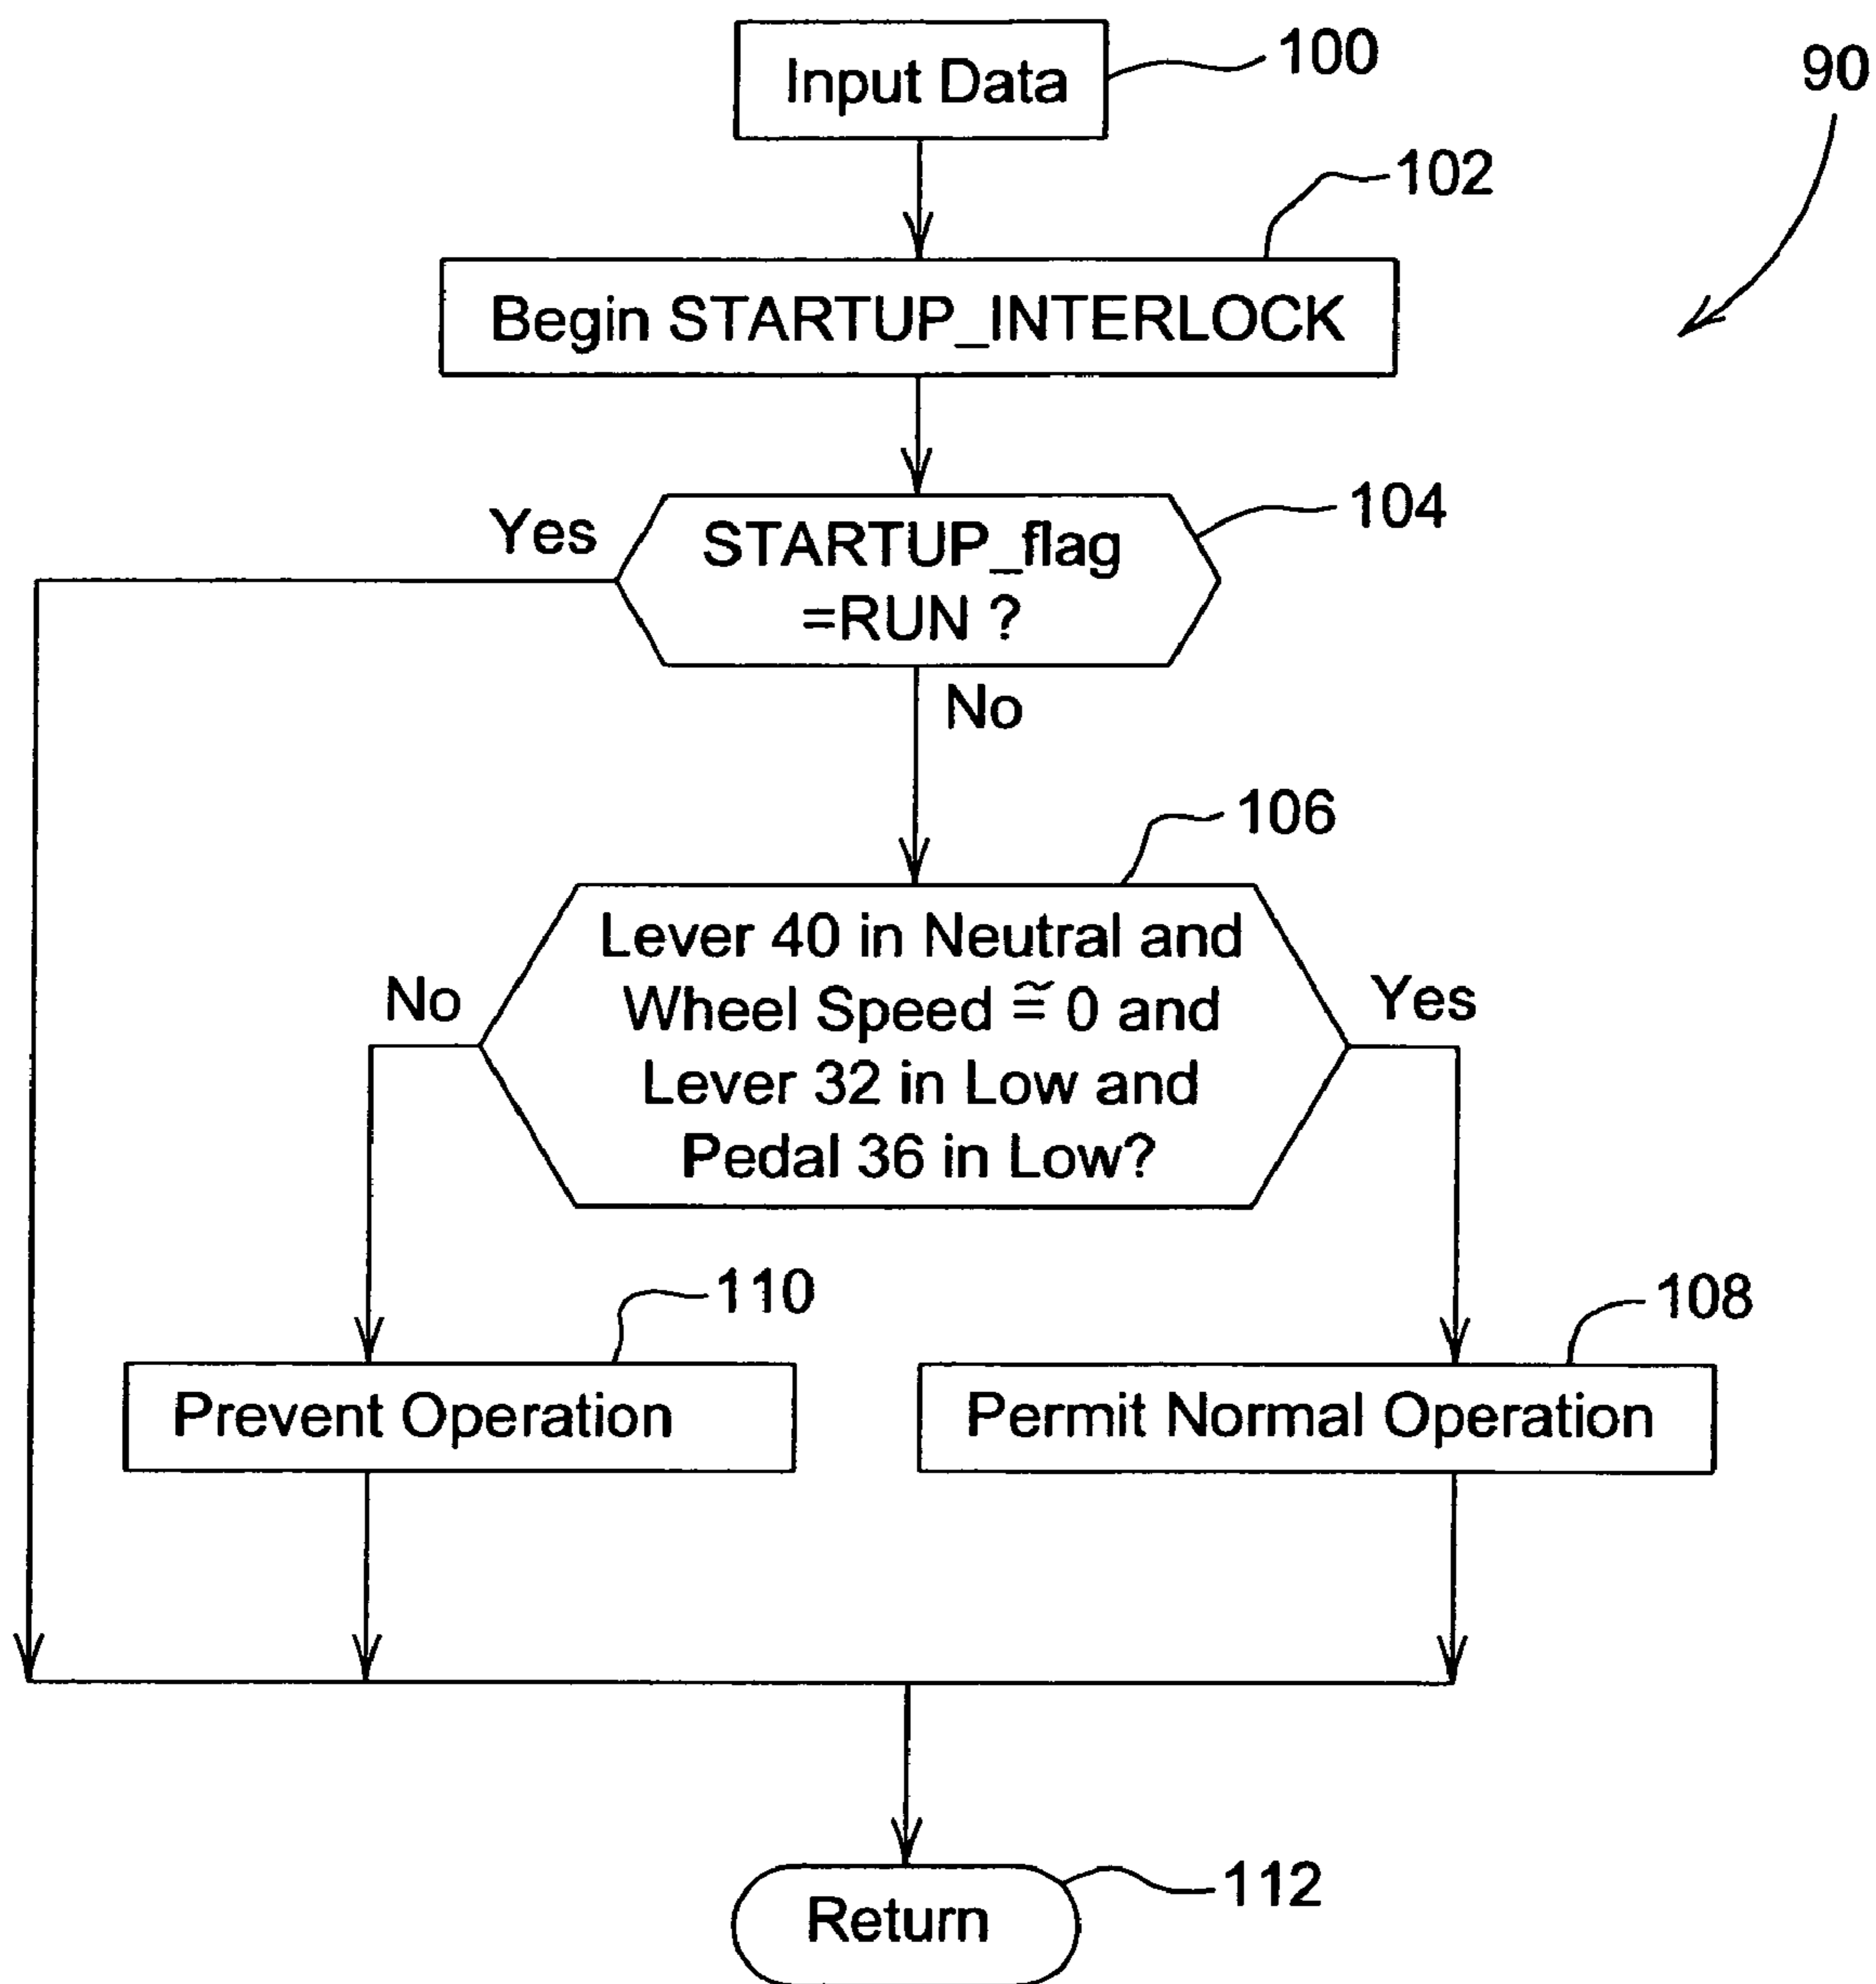 Input Data
100
90
102
Begin STARTUP_INTERLOCK
104
Yes
STARTUP_flag
=RUN ?
No
106
Lever 40 in Neutral and
Wheel Speed ≅ 0 and
Lever 32 in Low and
Pedal 36 in Low?
No
Yes
110
108
Prevent Operation
Permit Normal Operation
112
Return